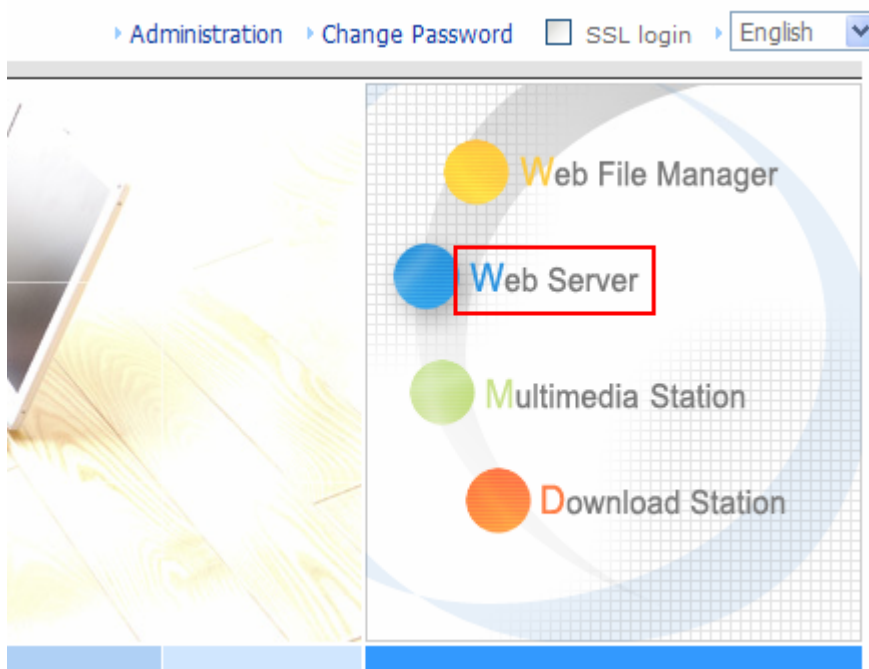 Administration Change Password SSL login English
Web File Manager
Web Server
Multimedia Station
Download Station